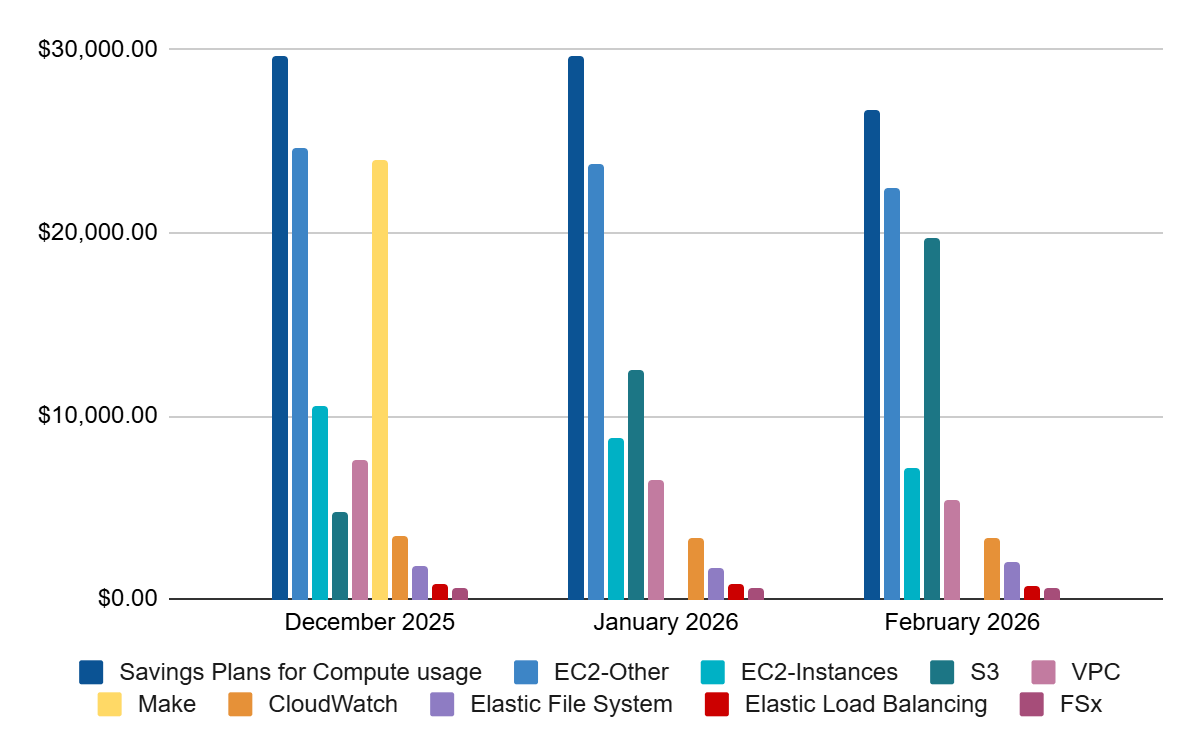 $30,000.00
$20,000.00
$10,000.00
$0.00
December 2025 January 2026 February 2026
Savings Plans for Compute usage EC2-Other EC2-Instances S3 VPC
Make CloudWatch Elastic File System Elastic Load Balancing FSx